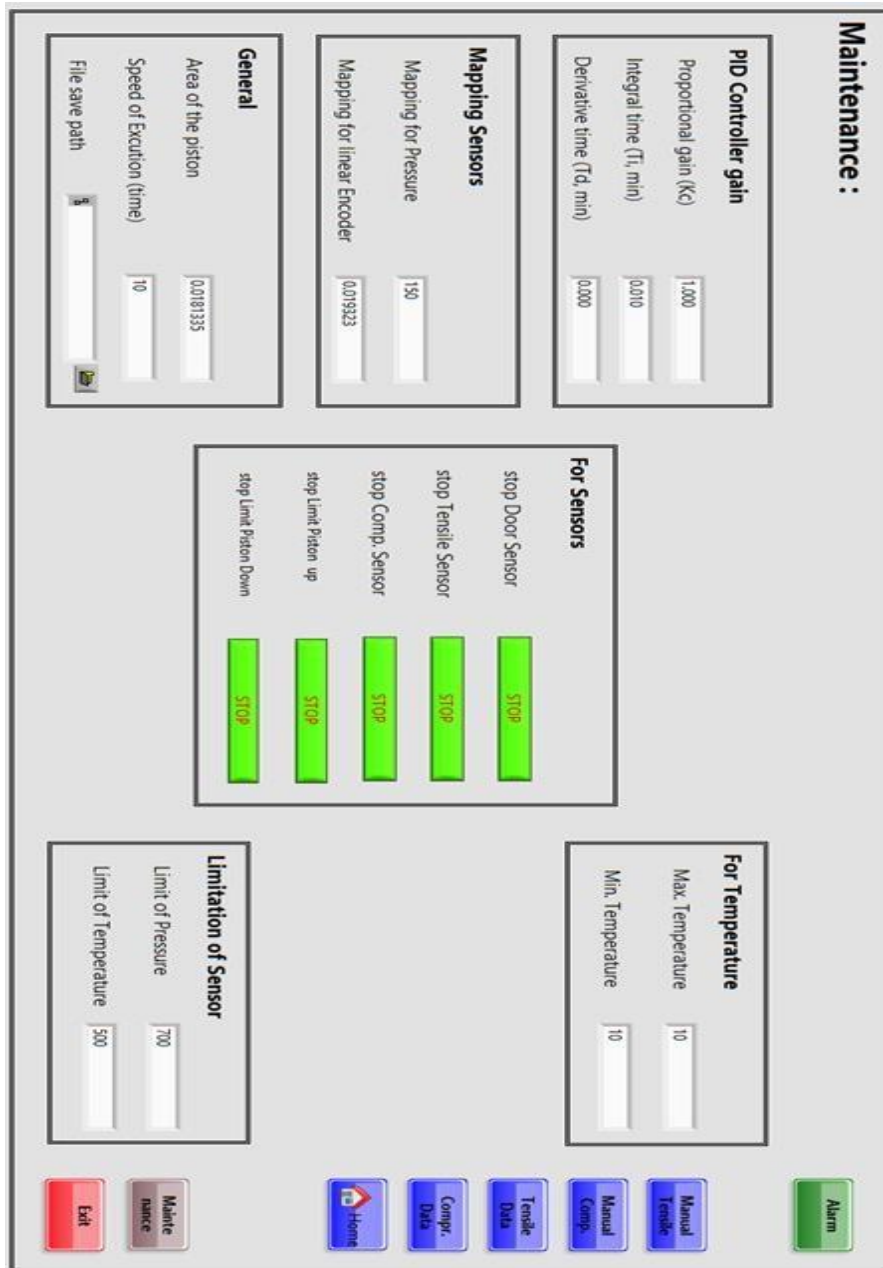 Maintenance :
PID Controller gain
Proportional gain (Kc) 1.000
Integral time (Ti, min) 0.010
Derivative time (Td, min) 0.000
Mapping Sensors
Mapping for Pressure 150
Mapping for linear Encoder 0.019323
General
Area of the piston 0.0181335
Speed of Excution (time) 10
File save path
For Sensors
stop Door Sensor STOP
stop Tensile Sensor STOP
stop Comp. Sensor STOP
stop Limit Piston up STOP
stop Limit Piston Down STOP
For Temperature
Max. Temperature 10
Min. Temperature 10
Limitation of Sensor
Limit of Pressure 700
Limit of Temperature 500
Alarm
Manual
Tensile
Manual
Comp.
Tensile
Data
Compr.
Data
Home
Mainte
nance
Exit